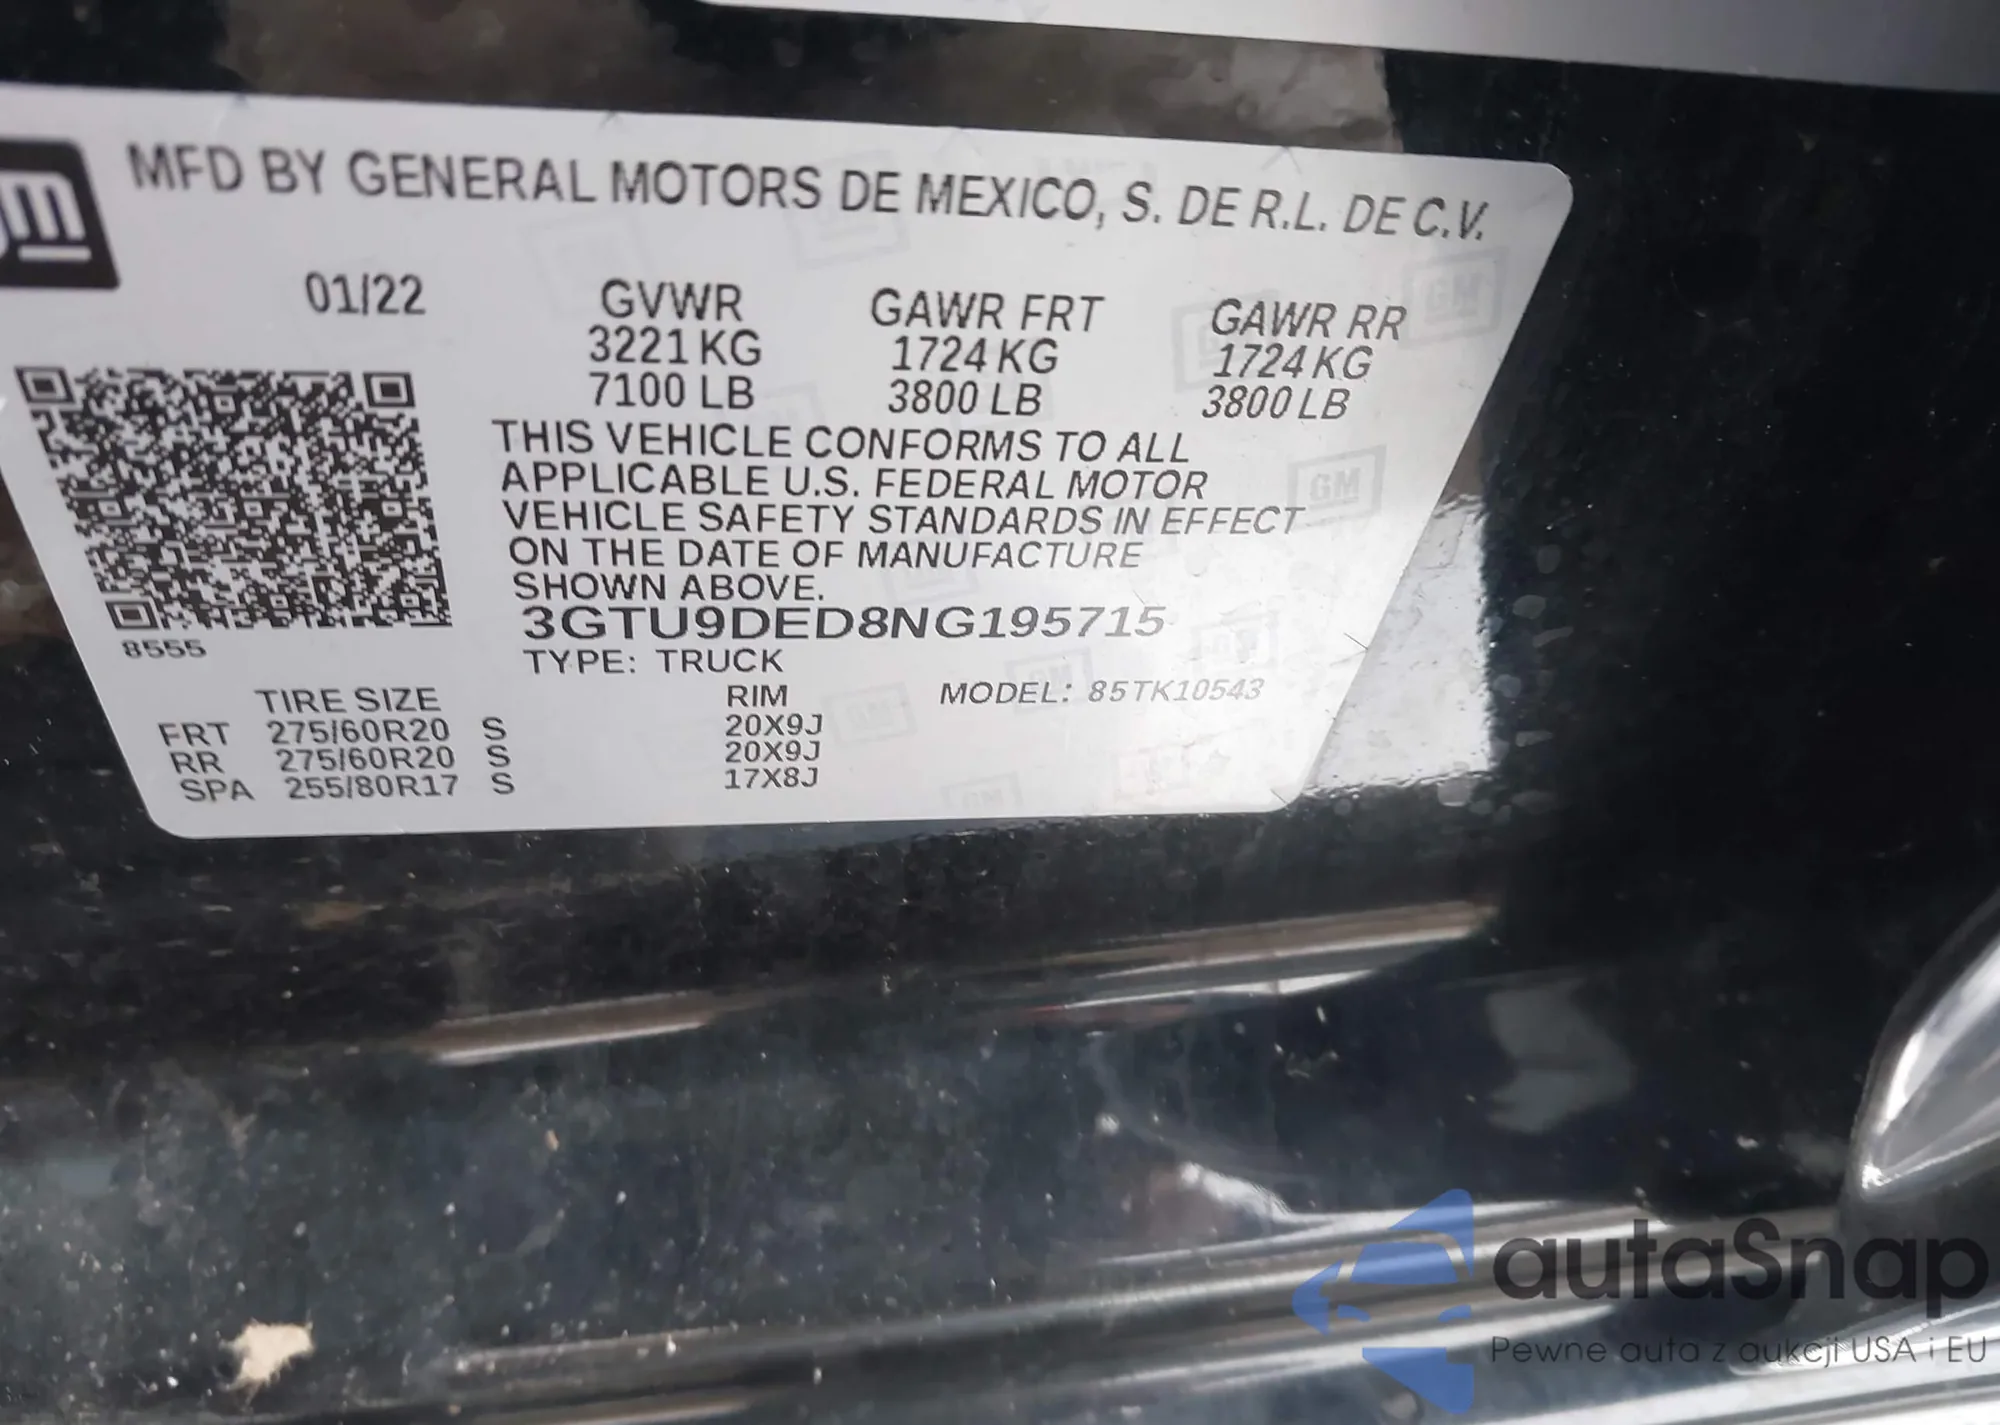 gm
MFD BY GENERAL MOTORS DE MEXICO, S. DE R.L. DE C.V.
01/22 GVWR GAWR FRT GAWR RR
3221 KG 1724 KG 1724 KG
7100 LB 3800 LB 3800 LB
THIS VEHICLE CONFORMS TO ALL
APPLICABLE U.S. FEDERAL MOTOR
VEHICLE SAFETY STANDARDS IN EFFECT
ON THE DATE OF MANUFACTURE
SHOWN ABOVE.
3GTU9DED8NG195715
8555
TYPE: TRUCK
TIRE SIZE RIM MODEL: 85TK10543
FRT 275/60R20 S 20X9J
RR 275/60R20 S 20X9J
SPA 255/80R17 S 17X8J
GM
GM
autaSnap
Pewne auta z aukcji USA i EU